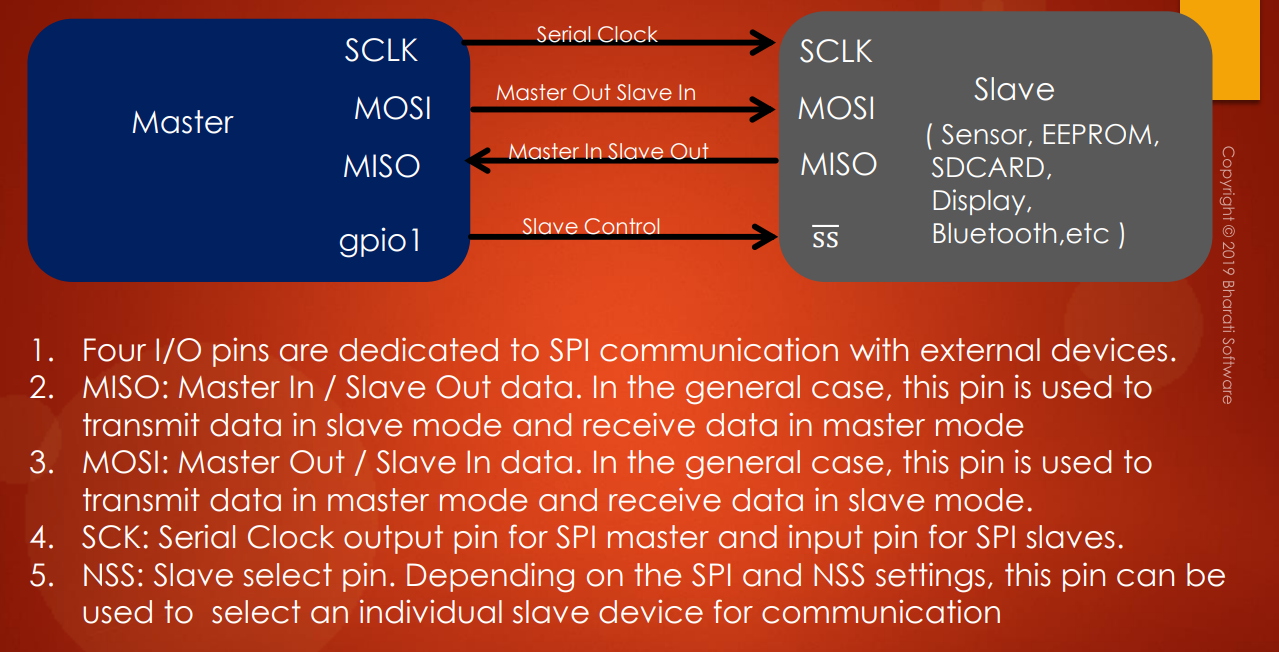 SCLK
MOSI
Master
MISO
gpio1
Serial Clock
Master Out Slave In
Master In Slave Out
Slave Control
SCLK
MOSI
MISO
SS
Slave
( Sensor, EEPROM,
SDCARD,
Display,
Bluetooth,etc )
Copyright © 2019 Bharati Software
1. Four I/O pins are dedicated to SPI communication with external devices.
2. MISO: Master In / Slave Out data. In the general case, this pin is used to
transmit data in slave mode and receive data in master mode
3. MOSI: Master Out / Slave In data. In the general case, this pin is used to
transmit data in master mode and receive data in slave mode.
4. SCK: Serial Clock output pin for SPI master and input pin for SPI slaves.
5. NSS: Slave select pin. Depending on the SPI and NSS settings, this pin can be
used to select an individual slave device for communication